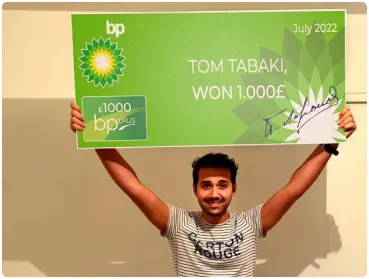 bp
July 2022
TOM TABAKI,
WON 1.000£
£1000
bp plus
CARTON
ROUGE